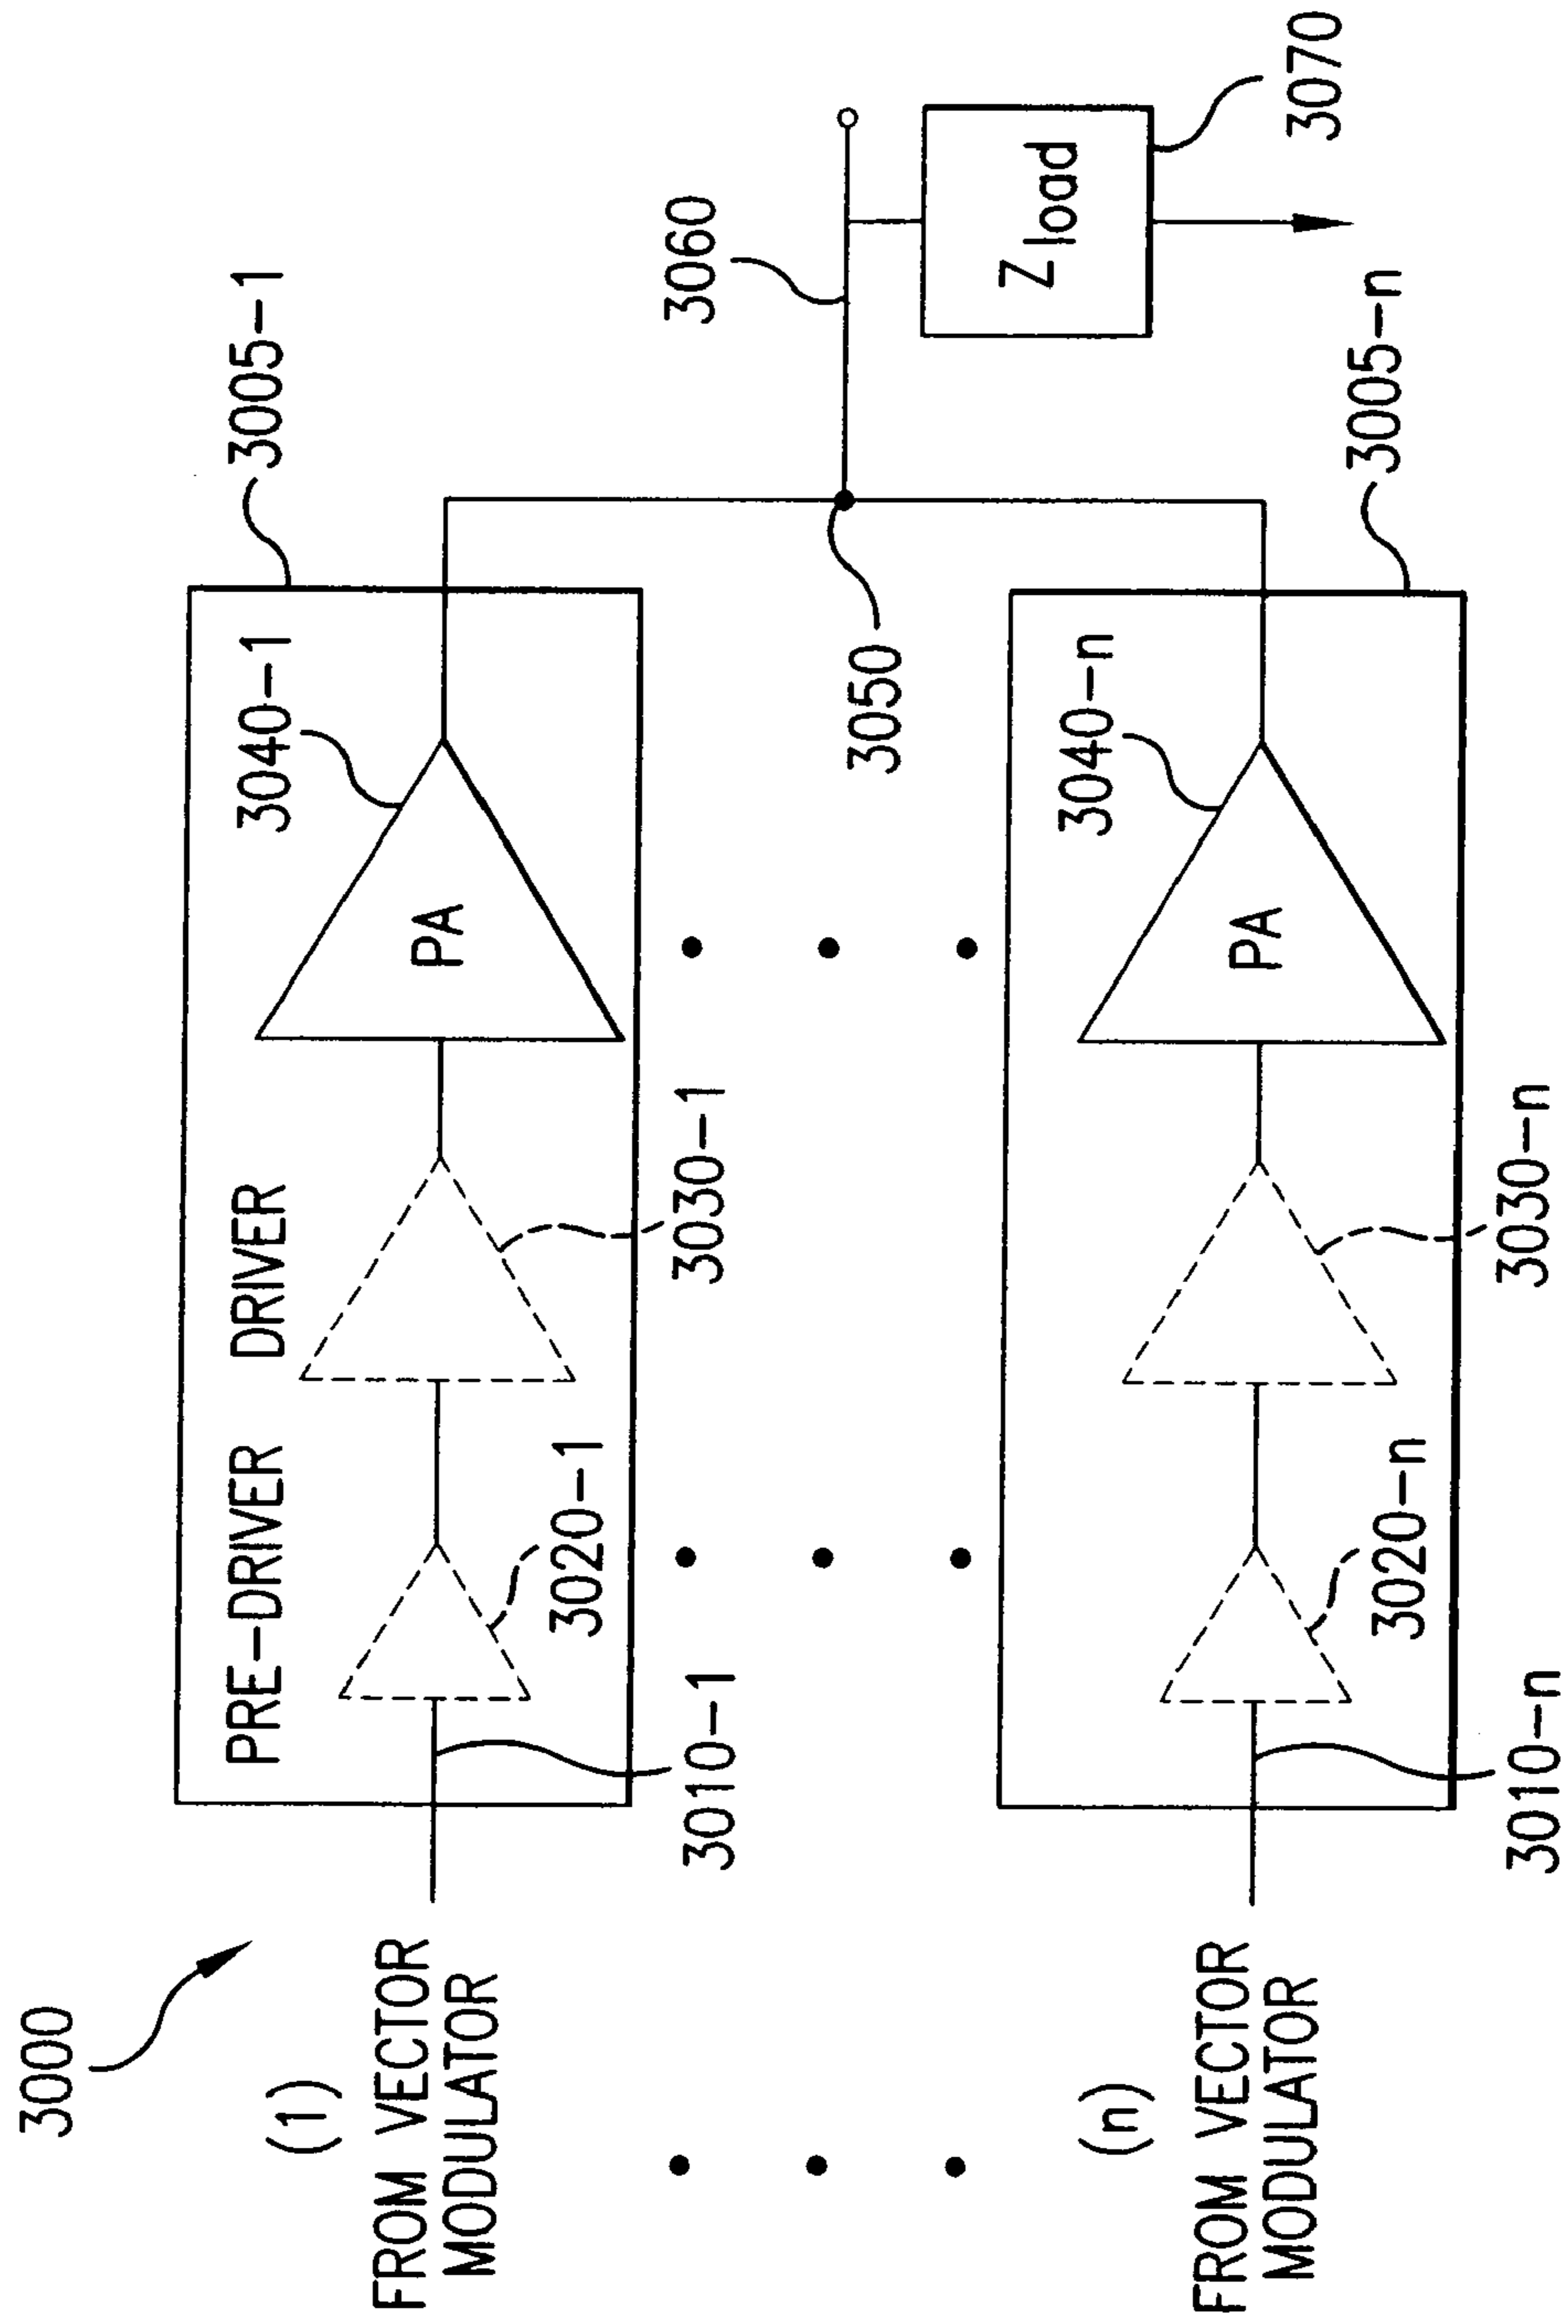 3000
(1)
FROM VECTOR
MODULATOR
3010-1
PRE-DRIVER
3020-1
DRIVER
3030-1
PA
3040-1
3005-1
3050
3060
Z load
3070
(n)
FROM VECTOR
MODULATOR
3010-n
3020-n
3030-n
PA
3040-n
3005-n